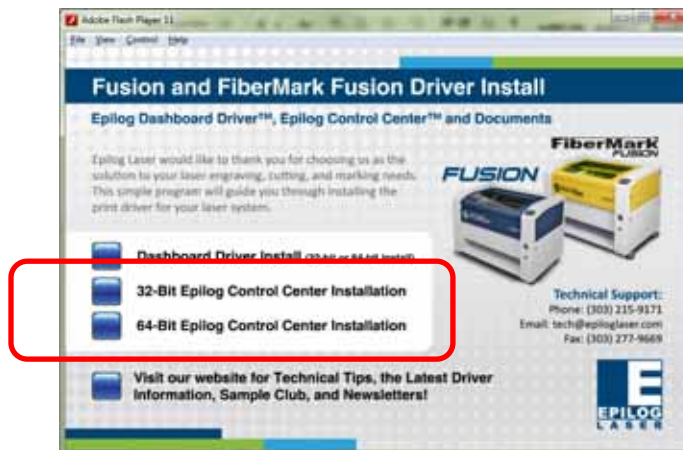 Adobe Flash Player 11
File View Control Help
Fusion and FiberMark Fusion Driver Install
Epilog Dashboard Driver™, Epilog Control Center™ and Documents
Epilog Laser would like to thank you for choosing us as the
solution to your laser engraving, cutting, and marking needs.
This simple program will guide you through installing the
print driver for your laser system.
FiberMark
FUSION
FUSION
Dashboard Driver Install (32-bit or 64-bit Install)
32-Bit Epilog Control Center Installation
64-Bit Epilog Control Center Installation
Technical Support:
Phone: (303) 215-9171
Email: tech@epiloglaser.com
Fax: (303) 277-9669
Visit our website for Technical Tips, the Latest Driver
Information, Sample Club, and Newsletters!
E
EPILOG
LASER